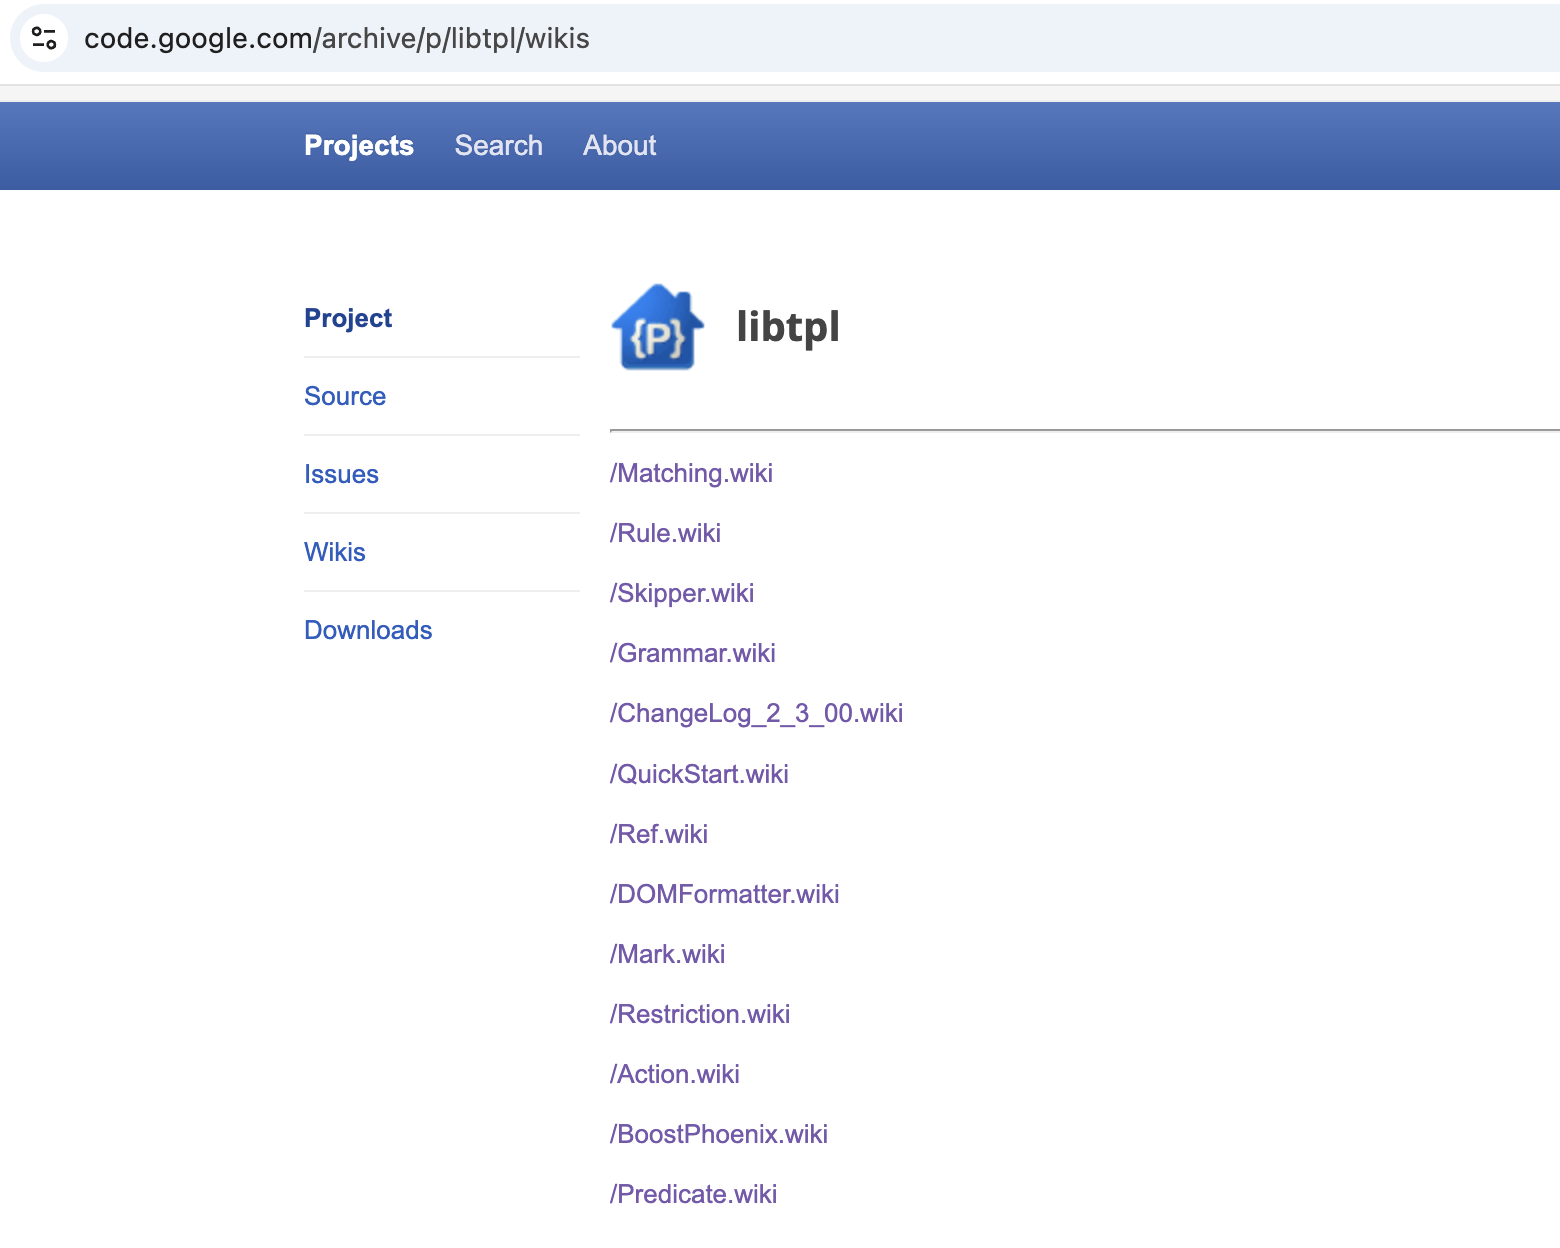 code.google.com/archive/p/libtpl/wikis
Projects Search About
Project
Source
Issues
Wikis
Downloads
{P}
libtpl
/Matching.wiki
/Rule.wiki
/Skipper.wiki
/Grammar.wiki
/ChangeLog_2_3_00.wiki
/QuickStart.wiki
/Ref.wiki
/DOMFormatter.wiki
/Mark.wiki
/Restriction.wiki
/Action.wiki
/BoostPhoenix.wiki
/Predicate.wiki